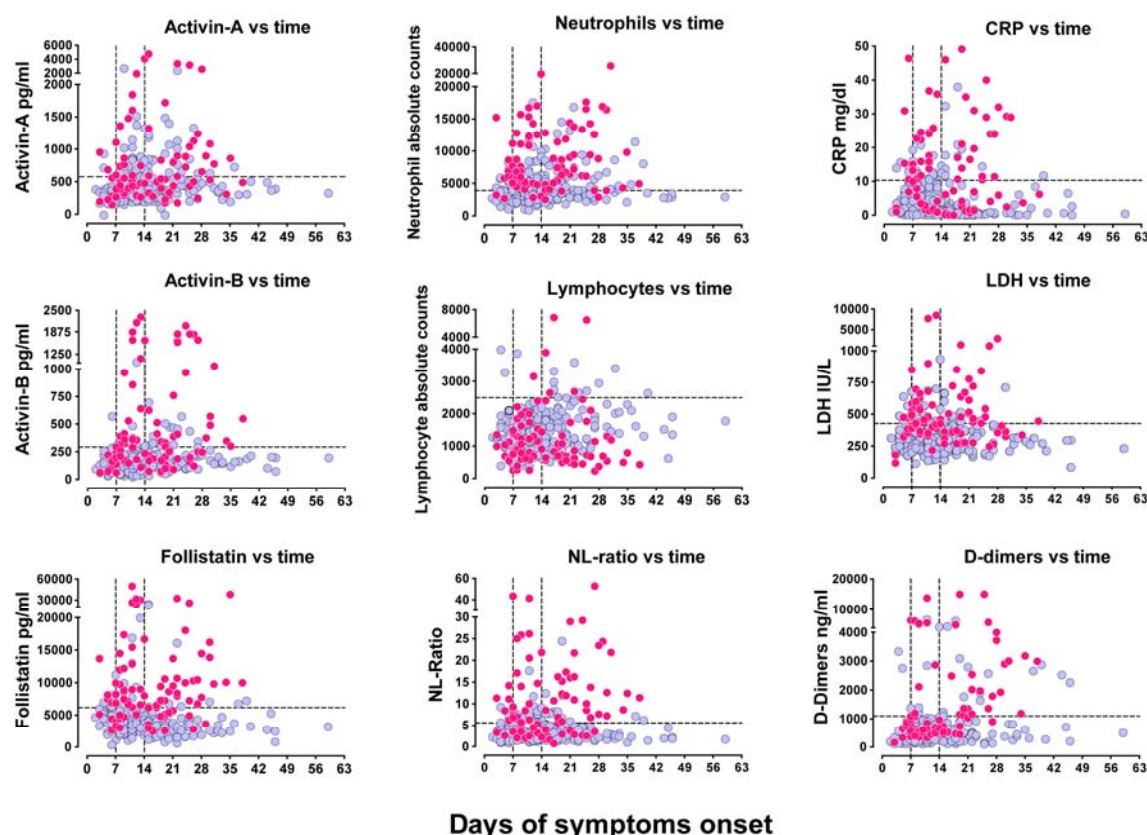 Activin-A vs time
Activin-A pg/ml
6000
4000
2000
2000
1500
1000
500
0
0 7 14 21 28 35 42 49 56 63
Neutrophils vs time
Neutrophil absolute counts
40000
20000
20000
15000
10000
5000
0
0 7 14 21 28 35 42 49 56 63
CRP vs time
CRP mg/dl
50
40
30
20
10
0
0 7 14 21 28 35 42 49 56 63
Activin-B vs time
Activin-B pg/ml
2500
1875
1250
1000
750
500
250
0
0 7 14 21 28 35 42 49 56 63
Lymphocytes vs time
Lymphocyte absolute counts
8000
6000
4000
4000
3000
2000
1000
0
0 7 14 21 28 35 42 49 56 63
LDH vs time
LDH IU/L
10000
5000
1000
1000
800
600
400
200
0
0 7 14 21 28 35 42 49 56 63
Follistatin vs time
Follistatin pg/ml
60000
30000
20000
15000
10000
5000
0
0 7 14 21 28 35 42 49 56 63
NL-ratio vs time
NL-Ratio
60
40
30
25
20
15
10
5
0
0 7 14 21 28 35 42 49 56 63
D-dimers vs time
D-Dimers ng/ml
20000
10000
4000
4000
3000
2000
1000
0
0 7 14 21 28 35 42 49 56 63
Days of symptoms onset